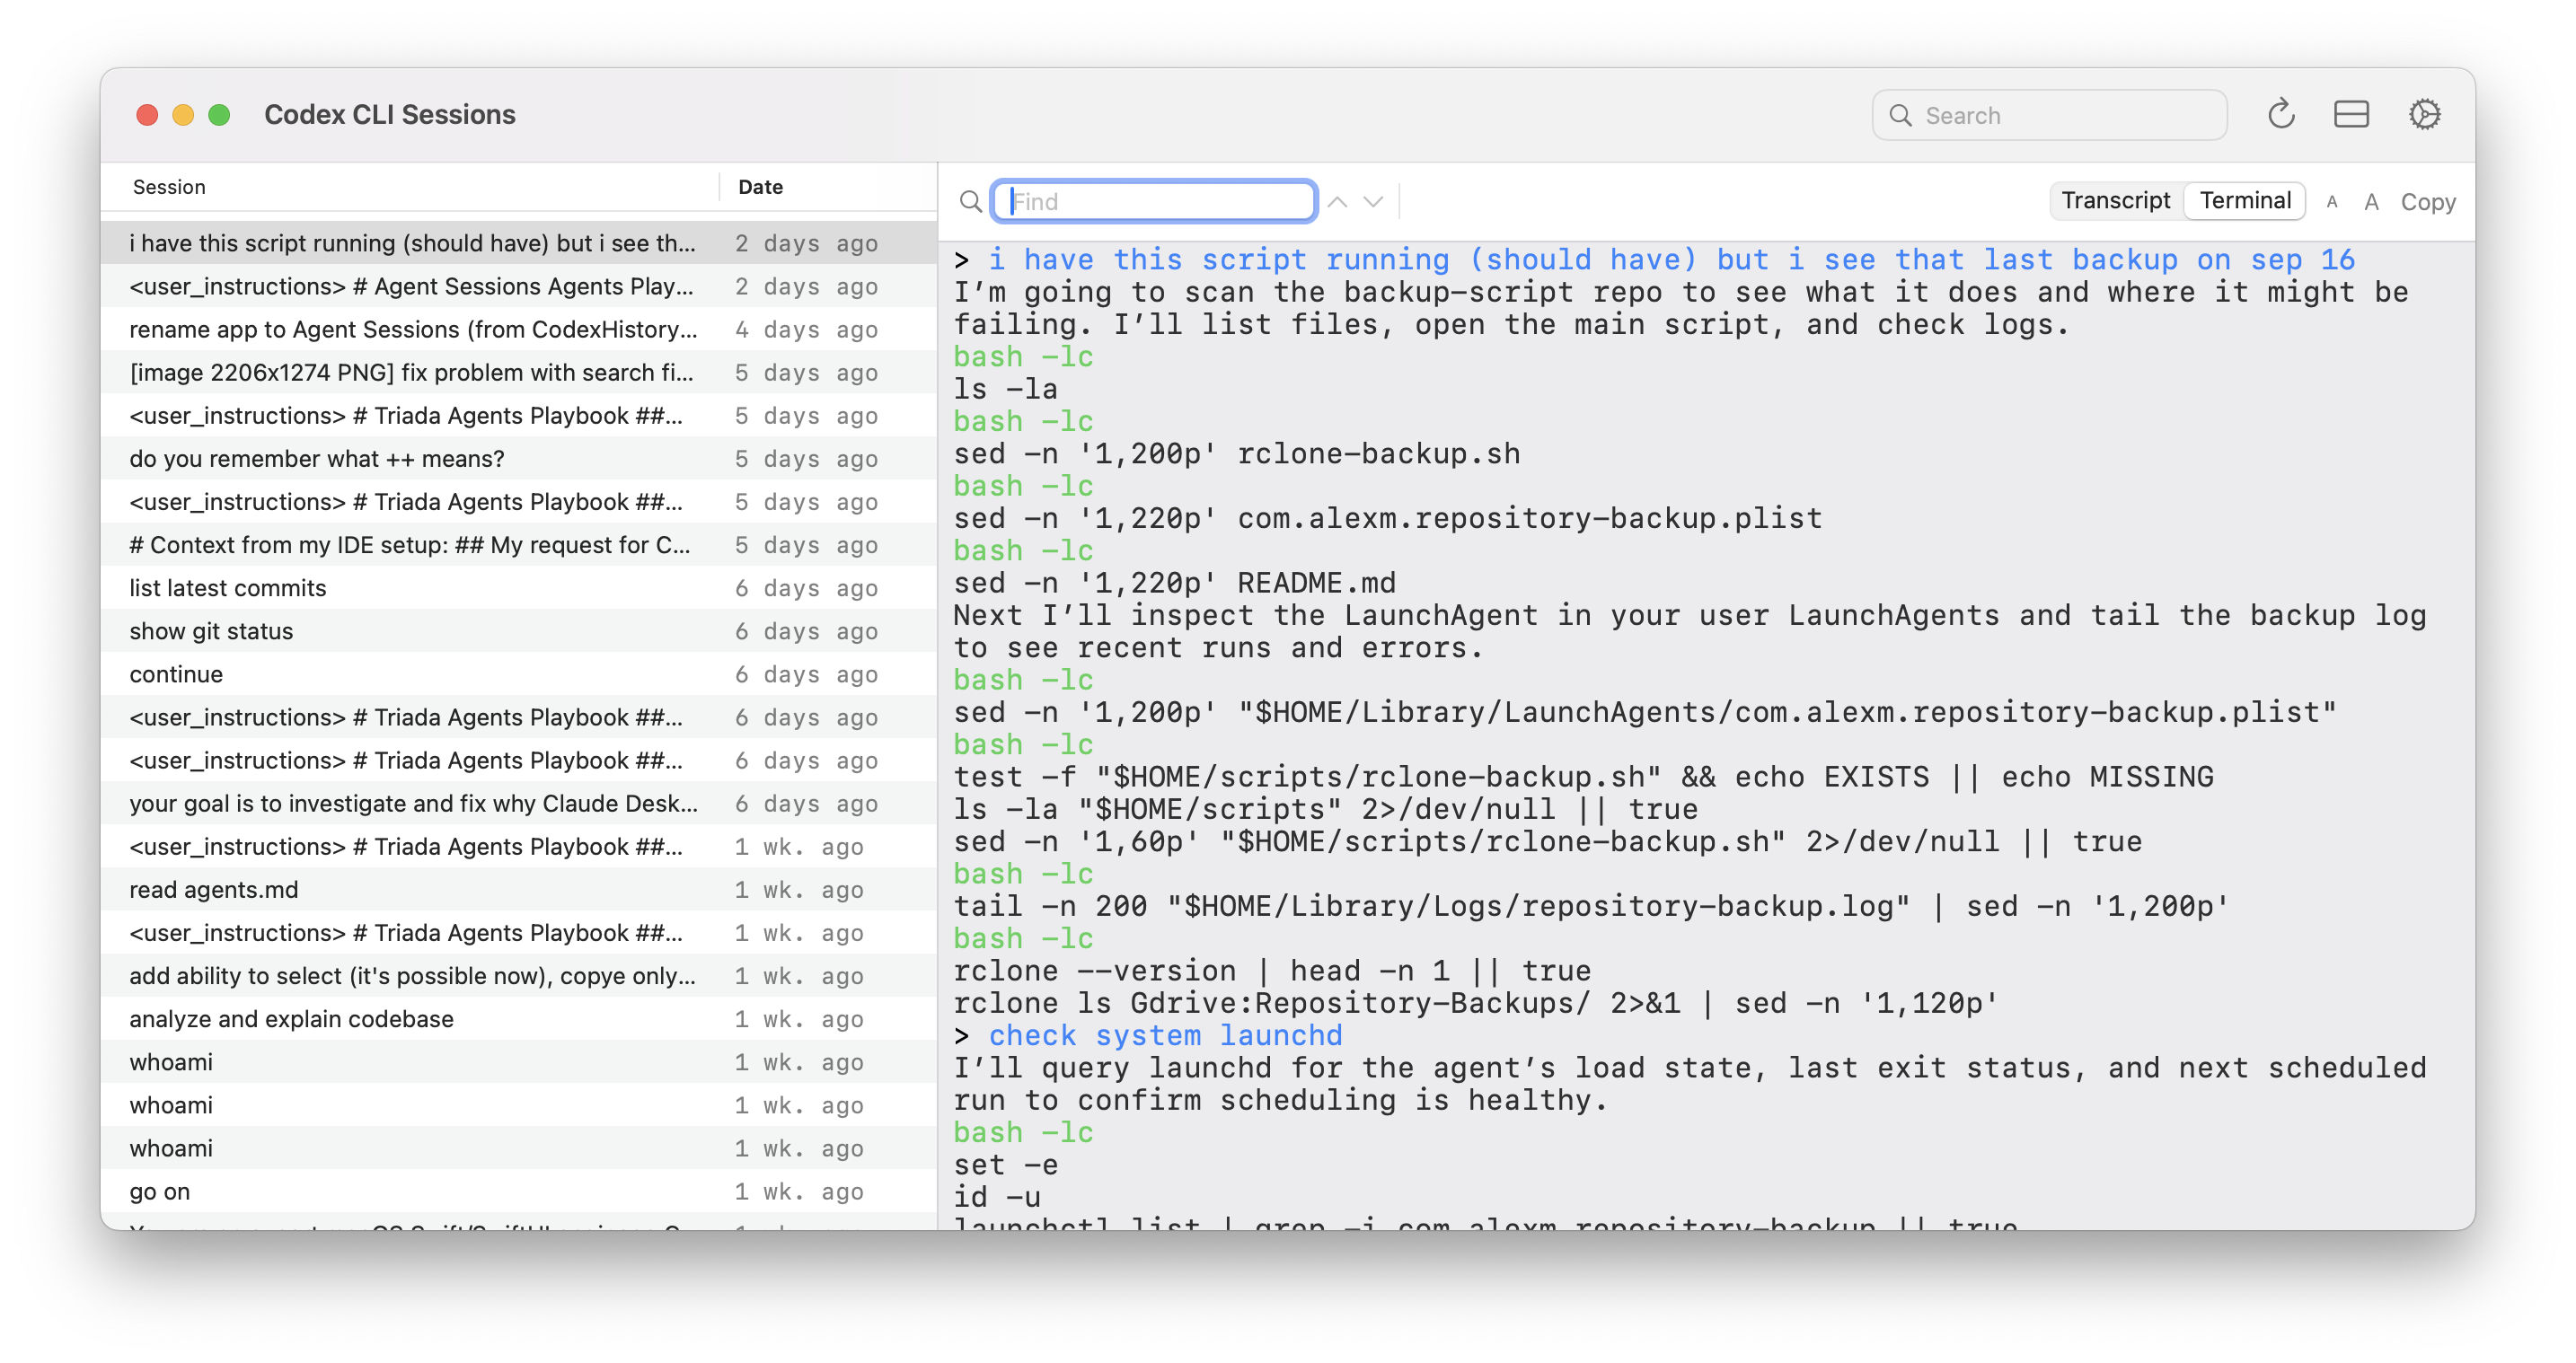 Codex CLI Sessions
Search
Session Date
i have this script running (should have) but i see th... 2 days ago
<user_instructions> # Agent Sessions Agents Play... 2 days ago
rename app to Agent Sessions (from CodexHistory... 4 days ago
[image 2206x1274 PNG] fix problem with search fi... 5 days ago
<user_instructions> # Triada Agents Playbook ##... 5 days ago
do you remember what ++ means? 5 days ago
<user_instructions> # Triada Agents Playbook ##... 5 days ago
# Context from my IDE setup: ## My request for C... 5 days ago
list latest commits 6 days ago
show git status 6 days ago
continue 6 days ago
<user_instructions> # Triada Agents Playbook ##... 6 days ago
<user_instructions> # Triada Agents Playbook ##... 6 days ago
your goal is to investigate and fix why Claude Desk... 6 days ago
<user_instructions> # Triada Agents Playbook ##... 1 wk. ago
read agents.md 1 wk. ago
<user_instructions> # Triada Agents Playbook ##... 1 wk. ago
add ability to select (it's possible now), copye only... 1 wk. ago
analyze and explain codebase 1 wk. ago
whoami 1 wk. ago
whoami 1 wk. ago
whoami 1 wk. ago
go on 1 wk. ago
Find
Transcript Terminal A A Copy
> i have this script running (should have) but i see that last backup on sep 16
I’m going to scan the backup-script repo to see what it does and where it might be
failing. I’ll list files, open the main script, and check logs.
bash -lc
ls -la
bash -lc
sed -n '1,200p' rclone-backup.sh
bash -lc
sed -n '1,220p' com.alexm.repository-backup.plist
bash -lc
sed -n '1,220p' README.md
Next I’ll inspect the LaunchAgent in your user LaunchAgents and tail the backup log
to see recent runs and errors.
bash -lc
sed -n '1,200p' "$HOME/Library/LaunchAgents/com.alexm.repository-backup.plist"
bash -lc
test -f "$HOME/scripts/rclone-backup.sh" && echo EXISTS || echo MISSING
ls -la "$HOME/scripts" 2>/dev/null || true
sed -n '1,60p' "$HOME/scripts/rclone-backup.sh" 2>/dev/null || true
bash -lc
tail -n 200 "$HOME/Library/Logs/repository-backup.log" | sed -n '1,200p'
bash -lc
rclone --version | head -n 1 || true
rclone ls Gdrive:Repository-Backups/ 2>&1 | sed -n '1,120p'
> check system launchd
I’ll query launchd for the agent’s load state, last exit status, and next scheduled
run to confirm scheduling is healthy.
bash -lc
set -e
id -u
launchctl list | grep -i com.alexm.repository-backup || true